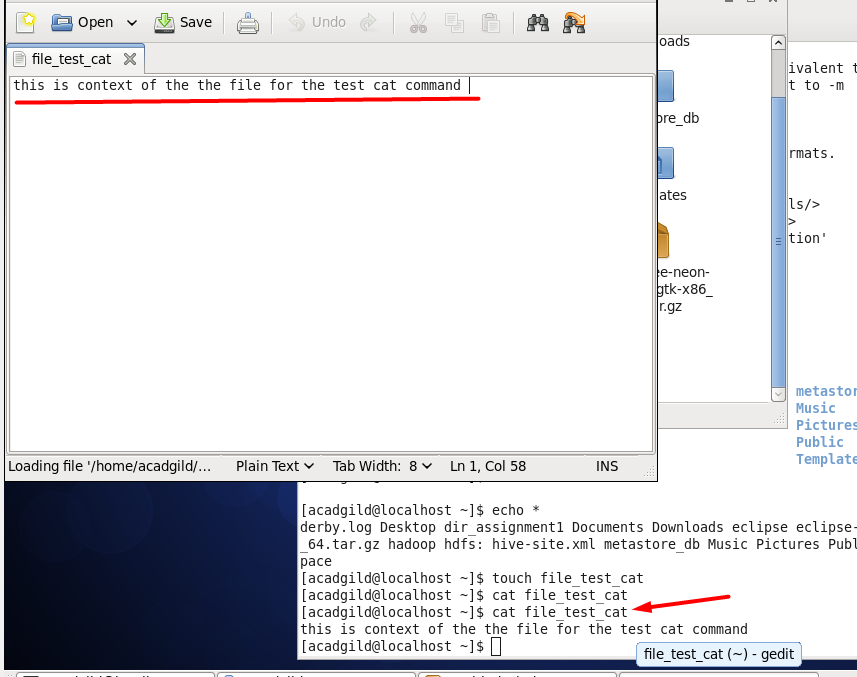 Open
Save
Undo
file_test_cat
this is context of the the file for the test cat command
Loading file '/home/acadgild/...
Plain Text
Tab Width: 8
Ln 1, Col 58
INS
oads
ore_db
ates
ee-neon-
gtk-x86_
r.gz
ivalent t
t to -m
rmats.
ls/>
>
tion'
metastor
Music
Pictures
Public
Template
[acadgild@localhost ~]$ echo *
derby.log Desktop dir_assignment1 Documents Downloads eclipse eclipse-
_64.tar.gz hadoop hdfs: hive-site.xml metastore_db Music Pictures Publ
pace
[acadgild@localhost ~]$ touch file_test_cat
[acadgild@localhost ~]$ cat file_test_cat
[acadgild@localhost ~]$ cat file_test_cat
this is context of the the file for the test cat command
[acadgild@localhost ~]$
file_test_cat (~) - gedit